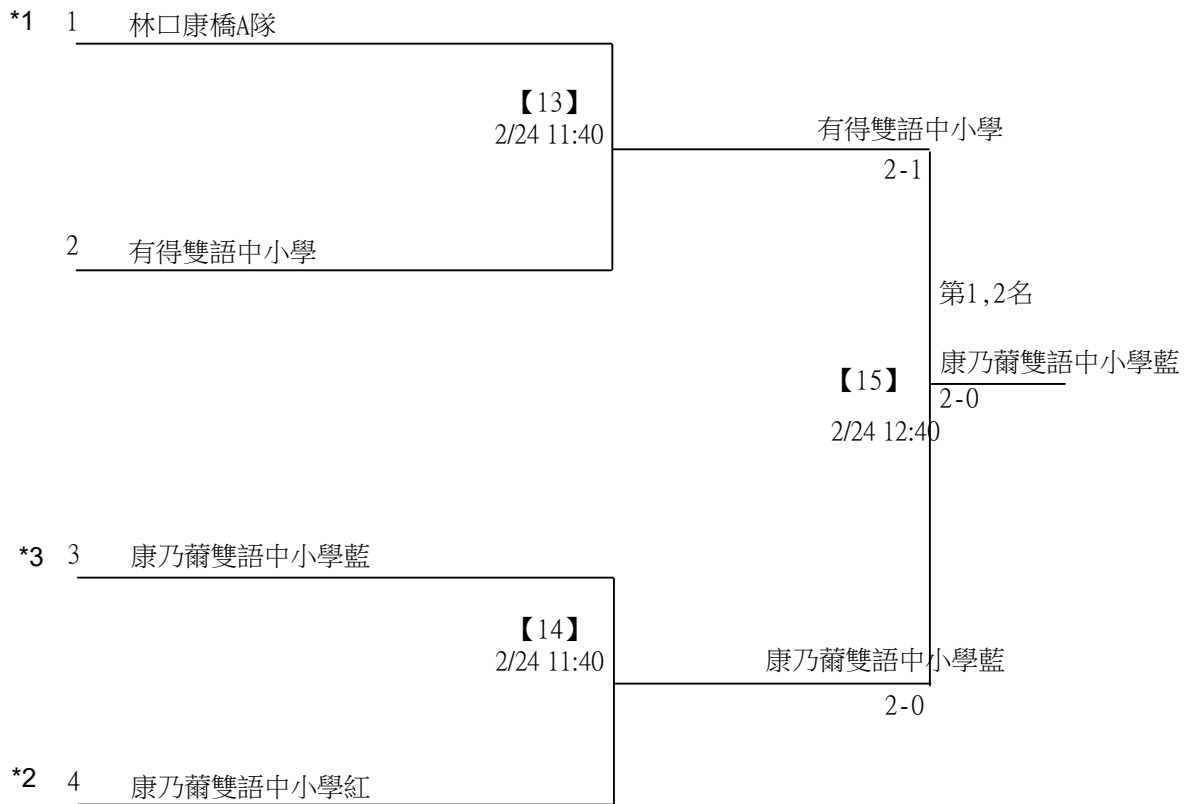 *1 1 林口康橋A隊
【13】
2/24 11:40
有得雙語中小學
2-1
2 有得雙語中小學
第1,2名
康乃薾雙語中小學藍
【15】
2-0
2/24 12:40
*3 3 康乃薾雙語中小學藍
【14】
2/24 11:40
康乃薾雙語中小學藍
2-0
*2 4 康乃薾雙語中小學紅